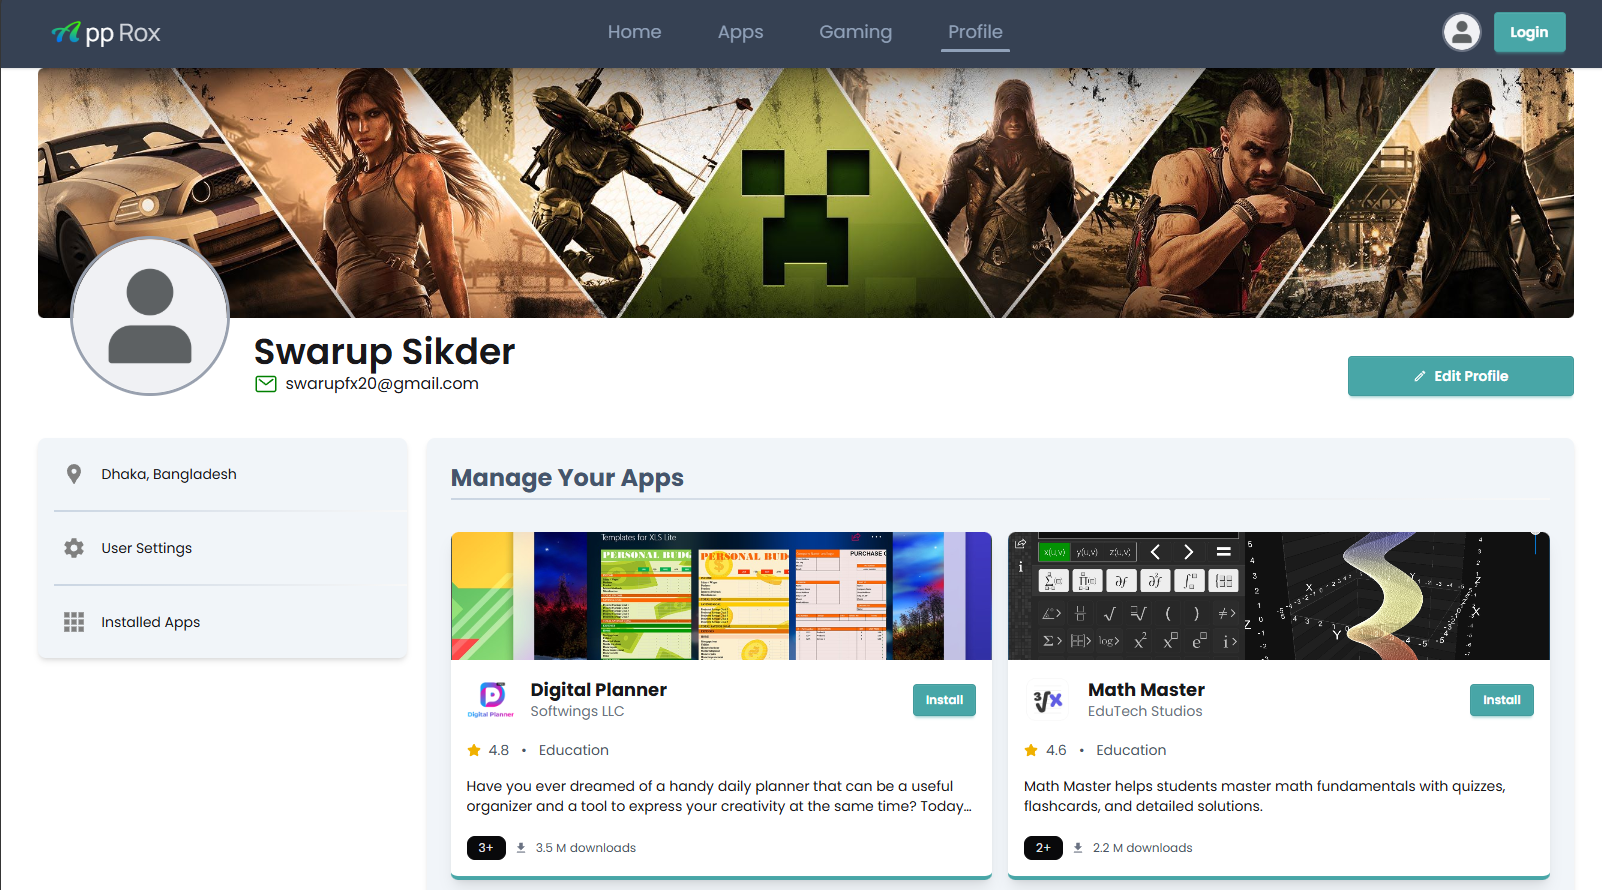 App Rox
Home
Apps
Gaming
Profile
Login
Swarup Sikder
swarupfx20@gmail.com
Edit Profile
Dhaka, Bangladesh
User Settings
Installed Apps
Manage Your Apps
Templates for XLS Lite
PERSONAL BUDG
PERSONAL BUD
PURCHASE
x(u,v) y(u,v) z(u,v)
Digital Planner
Digital Planner
Softwings LLC
Install
4.8 • Education
Have you ever dreamed of a handy daily planner that can be a useful
organizer and a tool to express your creativity at the same time? Today…
3+
3.5 M downloads
Math Master
EduTech Studios
Install
4.6 • Education
Math Master helps students master math fundamentals with quizzes,
flashcards, and detailed solutions.
2+
2.2 M downloads